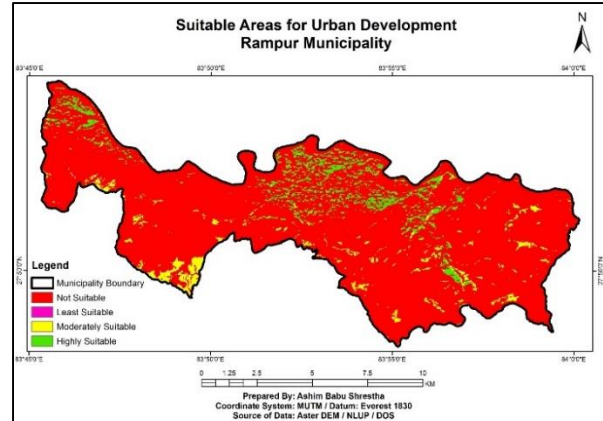 Suitable Areas for Urban Development
Rampur Municipality
N
83°45'0"E
83°50'0"E
83°55'0"E
84°0'0"E
27°50'0"N
27°50'0"N
Legend
Municipality Boundary
Not Suitable
Least Suitable
Moderately Suitable
Highly Suitable
83°45'0"E
83°50'0"E
83°55'0"E
84°0'0"E
0 1.25 2.5 5 7.5 10
KM
Prepared By: Ashim Babu Shrestha
Coordinate System: MUTM / Datum: Everest 1830
Source of Data: Aster DEM / NLUP / DOS